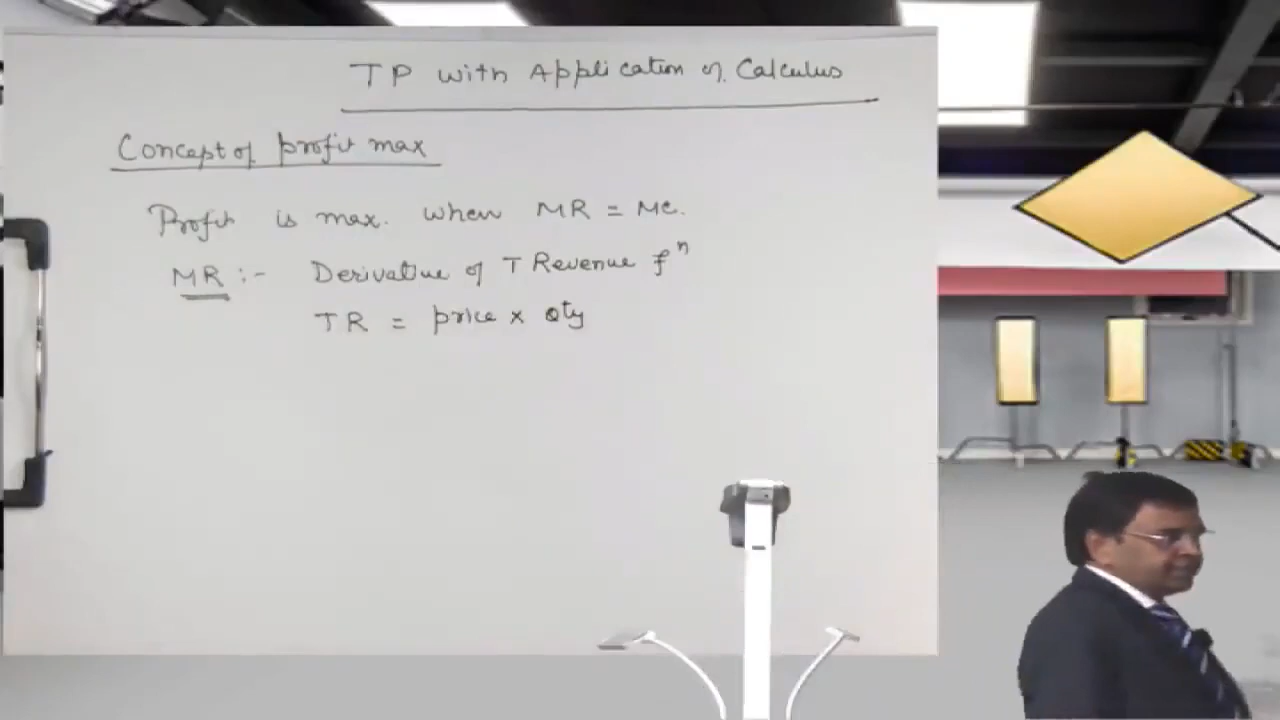 TP with Application of Calculus
Concept of profit max
Profit is max. when MR = MC.
MR :- Derivative of T Revenue fⁿ
TR = price × Qty